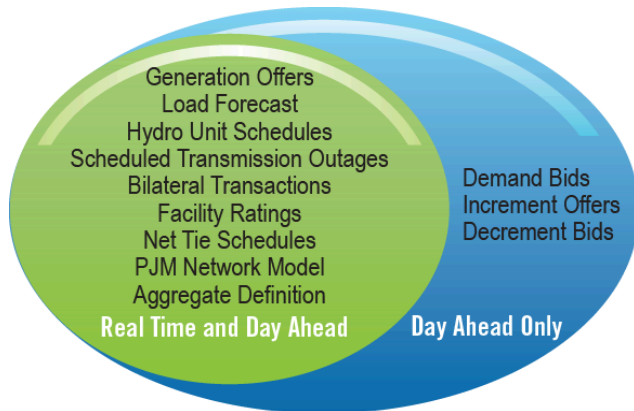 Generation Offers
Load Forecast
Hydro Unit Schedules
Scheduled Transmission Outages
Bilateral Transactions
Facility Ratings
Net Tie Schedules
PJM Network Model
Aggregate Definition
Real Time and Day Ahead
Demand Bids
Increment Offers
Decrement Bids
Day Ahead Only